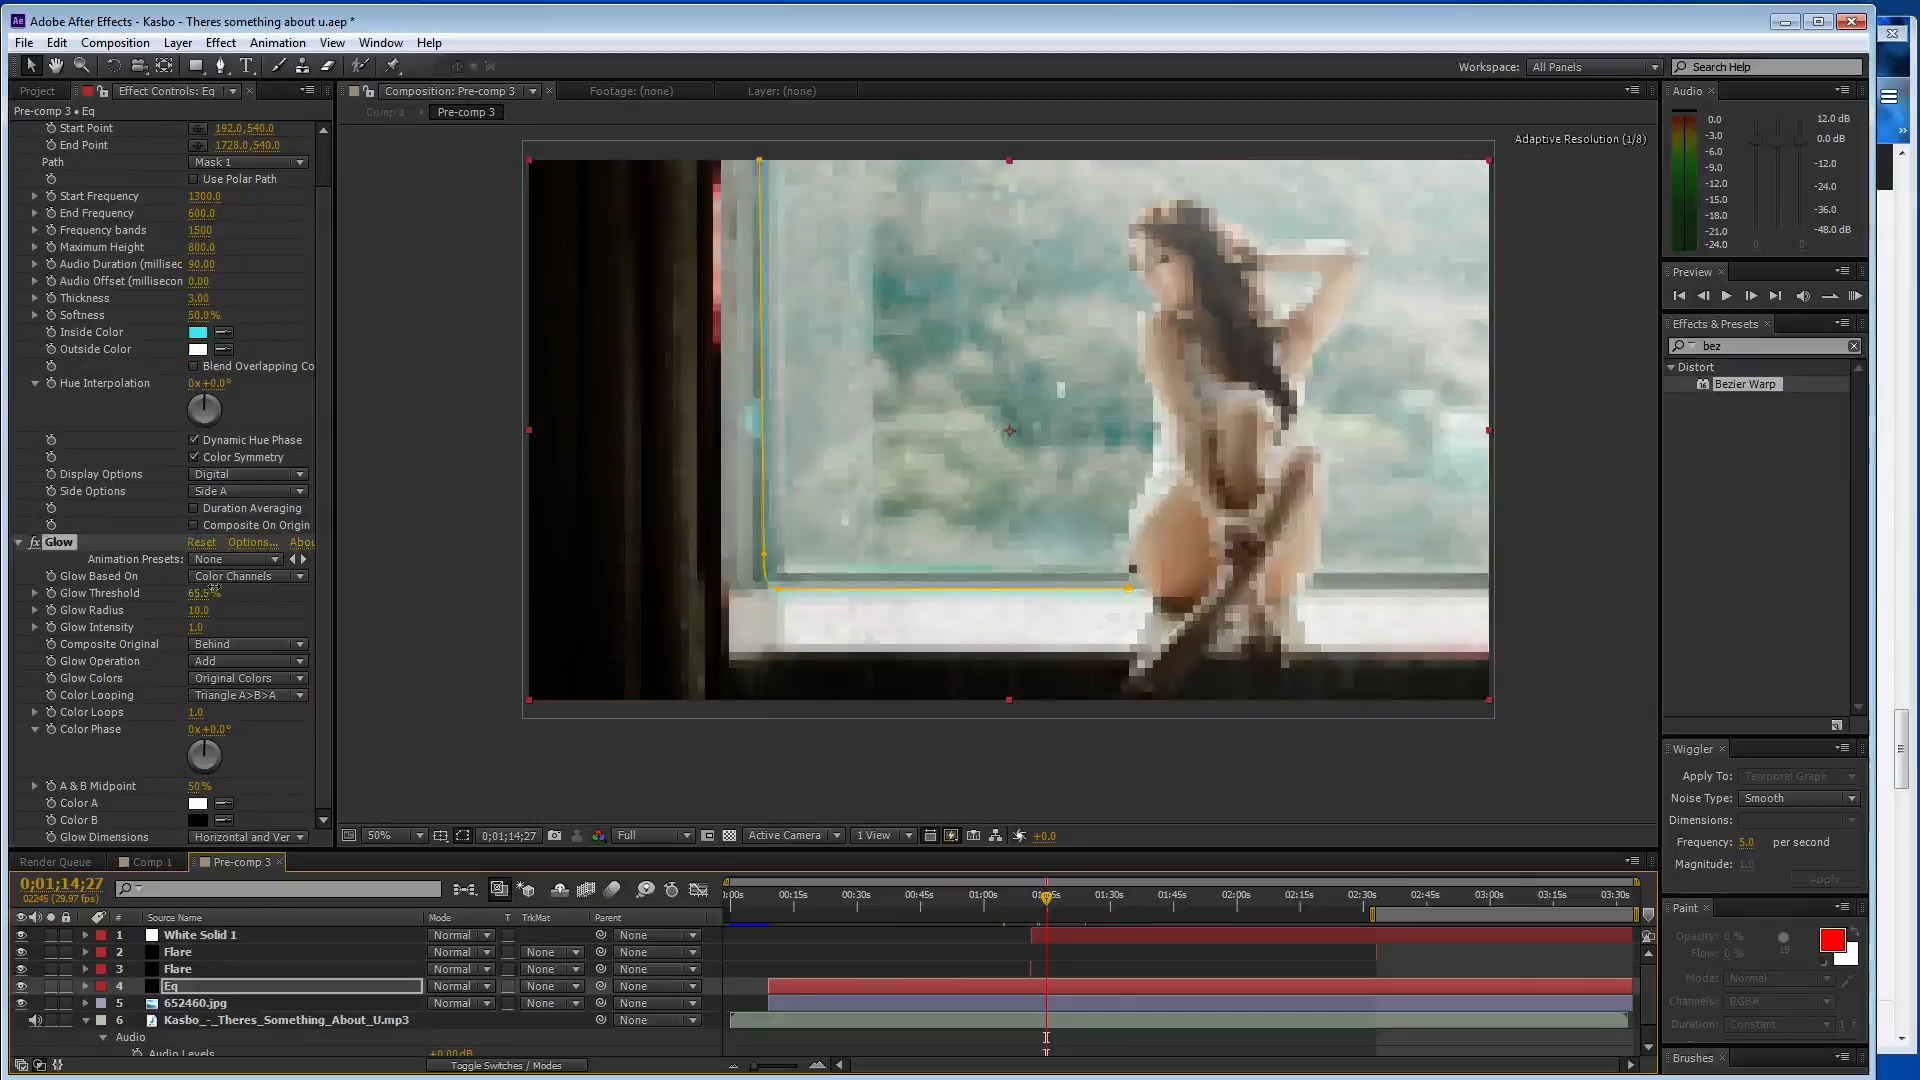 Adobe After Effects - Kasbo - Theres something about u.aep *
File Edit Composition Layer Effect Animation View Window Help
Workspace: All Panels Search Help
Project Effect Controls: Eq Composition: Pre-comp 3 Footage: (none) Layer: (none) Audio
Pre-comp 3 • Eq
Comp 1 Pre-comp 3
Adaptive Resolution (1/8)
Start Point 192.0,540.0
End Point 1728.0,540.0
Path Mask 1
Use Polar Path
Start Frequency 1300.0
End Frequency 600.0
Frequency bands 1500
Maximum Height 800.0
Audio Duration (millisec 90.00
Audio Offset (millisecon 0.00
Thickness 3.00
Softness 50.0%
Inside Color
Outside Color
Blend Overlapping Co
Hue Interpolation 0x+0.0°
Dynamic Hue Phase
Color Symmetry
Display Options Digital
Side Options Side A
Duration Averaging
Composite On Origin
fx Glow Reset Options... Abou
Animation Presets: None
Glow Based On Color Channels
Glow Threshold 65.5%
Glow Radius 10.0
Glow Intensity 1.0
Composite Original Behind
Glow Operation Add
Glow Colors Original Colors
Color Looping Triangle A>B>A
Color Loops 1.0
Color Phase 0x+0.0°
A & B Midpoint 50%
Color A
Color B
Glow Dimensions Horizontal and Ver
50% 0;01;14;27 Full Active Camera 1 View +0.0
0.0 12.0 dB
-3.0 0.0 dB
-6.0
-9.0 -12.0
-12.0 -24.0
-15.0
-18.0 -36.0
-21.0 -48.0 dB
-24.0 0 0
Preview
Effects & Presets
bez
Distort
Bezier Warp
Wiggler
Apply To: Temporal Graph
Noise Type: Smooth
Dimensions:
Frequency: 5.0 per second
Magnitude: 1.0
Apply
Paint
Opacity: 0 %
Flow: 0 % 19
Mode: Normal
Channels: RGBA
Duration: Constant 1 f
Brushes
Render Queue Comp 1 Pre-comp 3
0;01;14;27
02245 (29.97 fps)
:00s 00:15s 00:30s 00:45s 01:00s 01:30s 01:45s 02:00s 02:15s 02:30s 02:45s 03:00s 03:15s 03:30s
# Source Name Mode T TrkMat Parent
1 White Solid 1 Normal None
2 Flare Normal None None
3 Flare Normal None None
4 Eq Normal None None
5 652460.jpg Normal None None
6 Kasbo_-_Theres_Something_About_U.mp3 None
Audio
Audio Levels +0.00dB
Toggle Switches / Modes